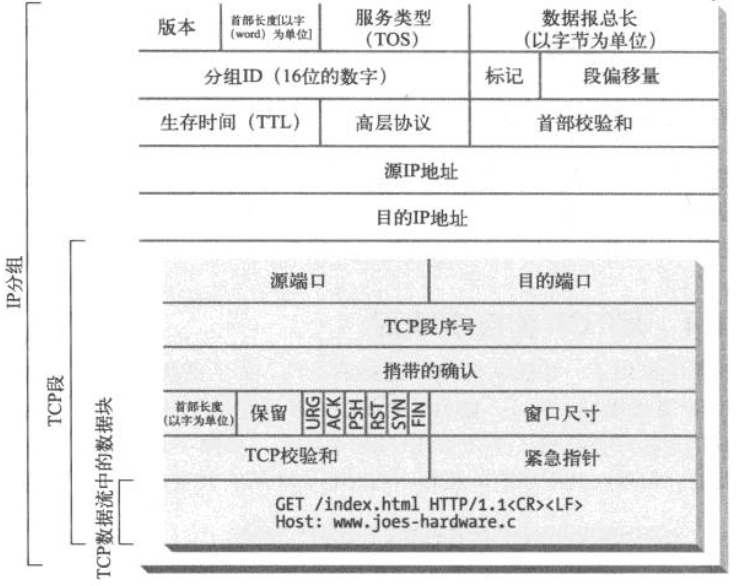 版本
首部长度[以字
（word）为单位]
服务类型
（TOS）
数据报总长
（以字节为单位）
分组ID（16位的数字）
标记
段偏移量
生存时间（TTL）
高层协议
首部校验和
源IP地址
目的IP地址
IP分组
TCP段
TCP数据流中的数据块
源端口
目的端口
TCP段序号
捎带的确认
首部长度
（以字为单位）
保留
URG
ACK
PSH
RST
SYN
FIN
窗口尺寸
TCP校验和
紧急指针
GET /index.html HTTP/1.1<CR><LF>
Host: www.joes-hardware.c